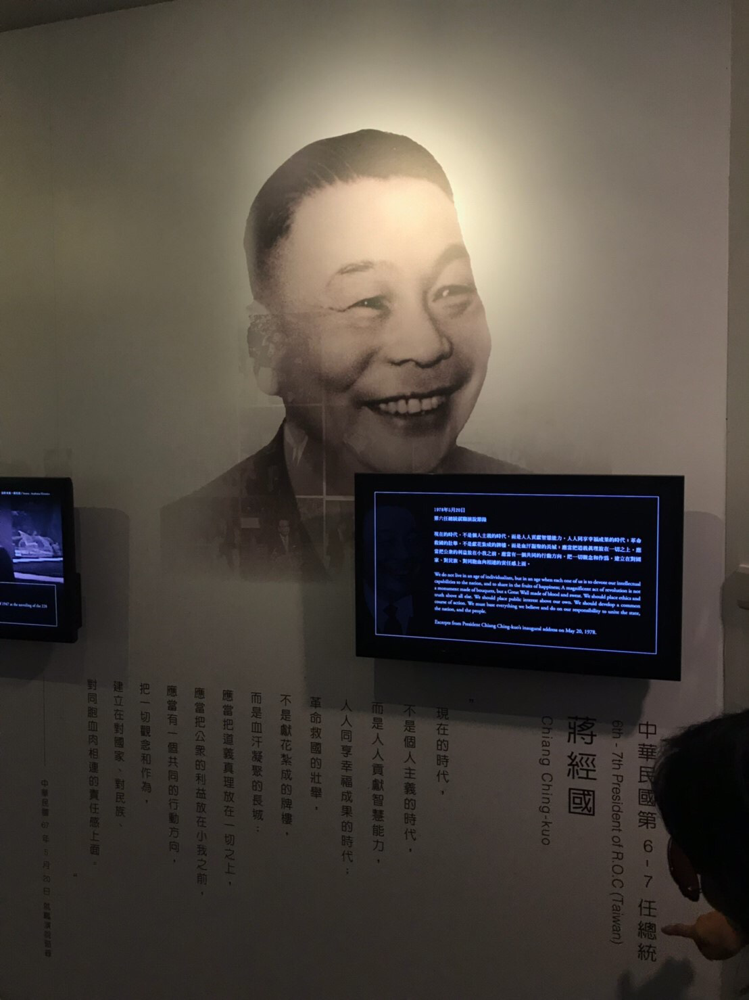 中華民國第 6 - 7 任總統
6th - 7th President of R.O.C (Taiwan)
蔣經國
Chiang Ching-kuo
"
現在的時代，
不是個人主義的時代，
而是人人貢獻智慧能力，
人人同享幸福成果的時代；
革命救國的壯舉，
不是獻花紮成的牌樓，
而是血汗凝聚的長城；
應當把道義真理放在一切之上，
應當把公衆的利益放在小我之前，
應當有一個共同的行動方向，
把一切觀念和作為，
建立在對國家、對民族、
對同胞血肉相連的責任感上面。
"
中華民國 67 年 5 月 20 日 就職演說節錄
1978年5月20日
第六任總統就職演說節錄
現在的時代，不是個人主義的時代，而是人人貢獻智慧能力，人人同享幸福成果的時代；革命
救國的壯舉，不是獻花紮成的牌樓，而是血汗凝聚的長城；應當把道義真理放在一切之上，應
當把公衆的利益放在小我之前，應當有一個共同的行動方向，把一切觀念和作為，建立在對國
家、對民族、對同胞血肉相連的責任感上面。
We do not live in an age of individualism, but in an age when each one of us is to devote our intellectual
capabilities to the nation, and to share in the fruits of happiness; A magnificent act of revolution is not
a monument made of bouquets, but a Great Wall made of blood and sweat. We should place ethics and
truth above all else. We should place public interest above our own. We should develop a common
course of action. We must base everything we believe and do on our responsibility to unite the state,
the nation, and the people.
Excerpts from President Chiang Ching-kuo's inaugural address on May 20, 1978.
of 1947 at the unveiling of the 228